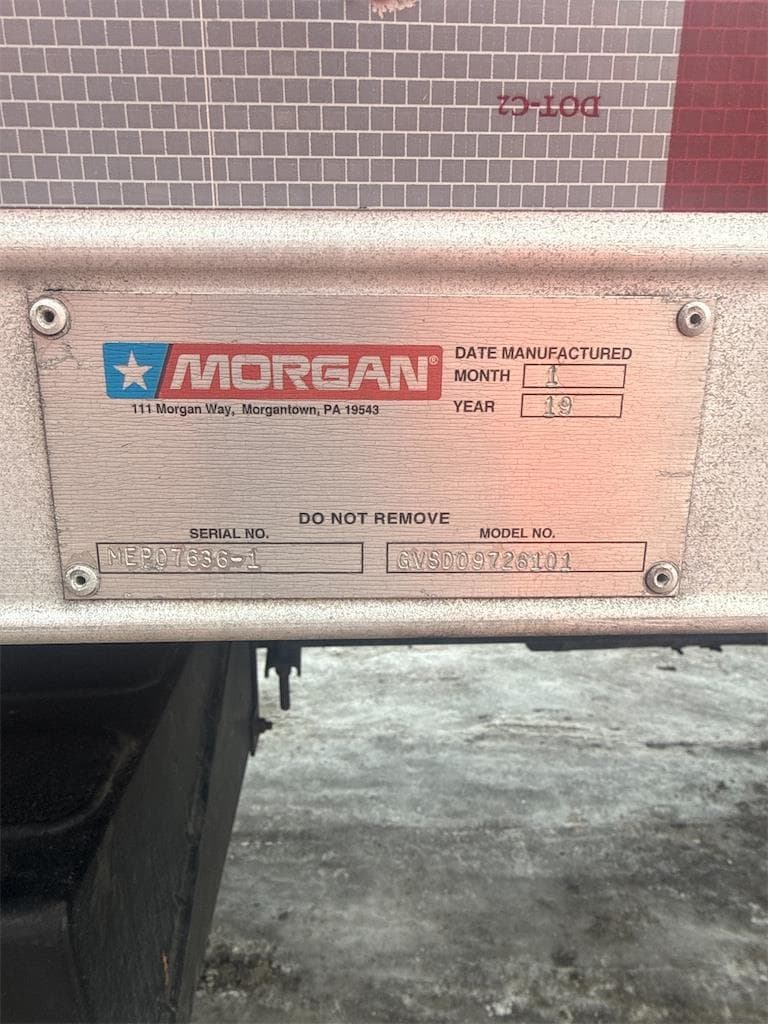 DOT-C2
MORGAN®
111 Morgan Way, Morgantown, PA 19543
DATE MANUFACTURED
MONTH 1
YEAR 19
DO NOT REMOVE
SERIAL NO. MODEL NO.
MEP07636-1 GVSD09726101